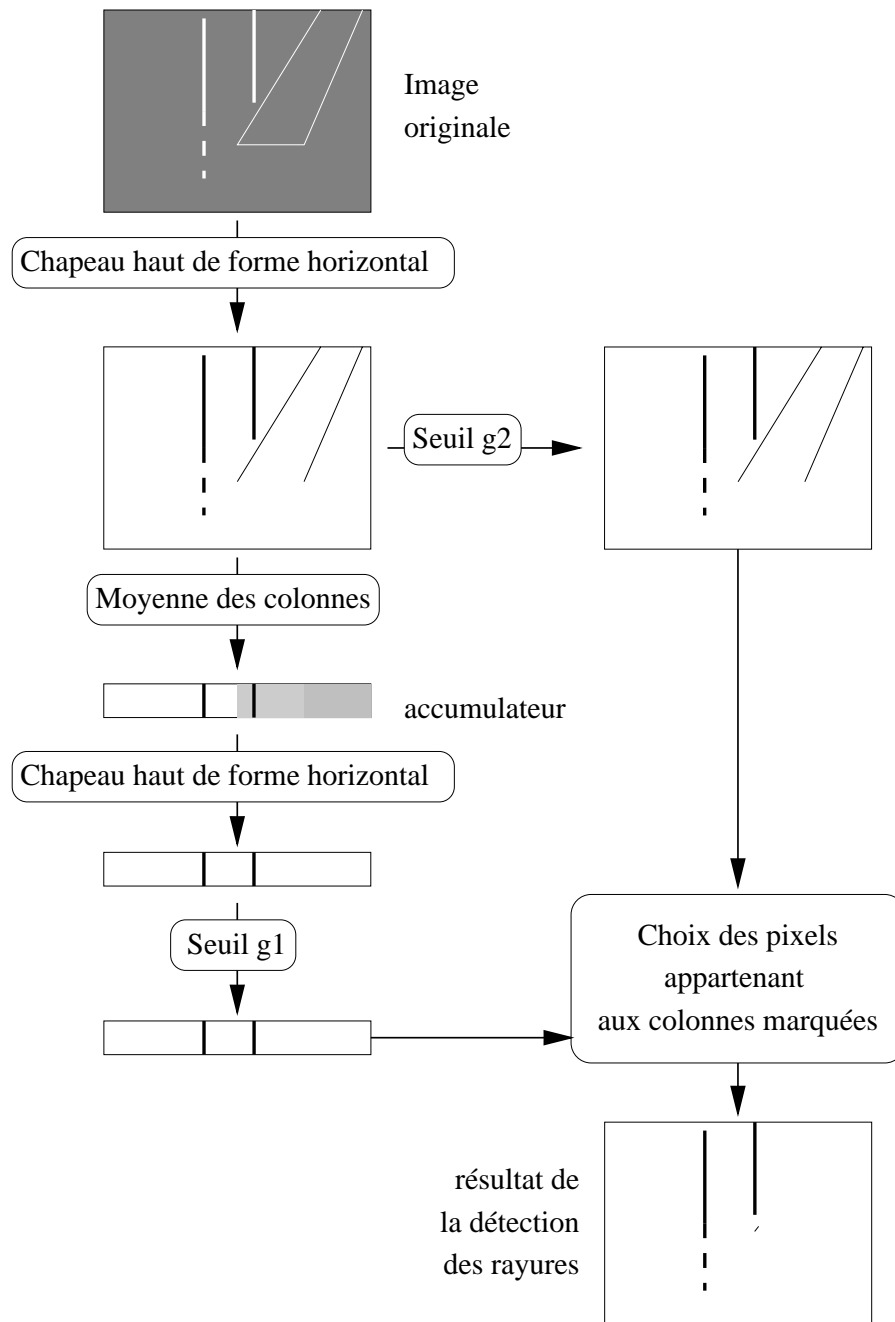 Image
originale
Chapeau haut de forme horizontal
Seuil g2
Moyenne des colonnes
accumulateur
Chapeau haut de forme horizontal
Seuil g1
Choix des pixels
appartenant
aux colonnes marquées
résultat de
la détection
des rayures